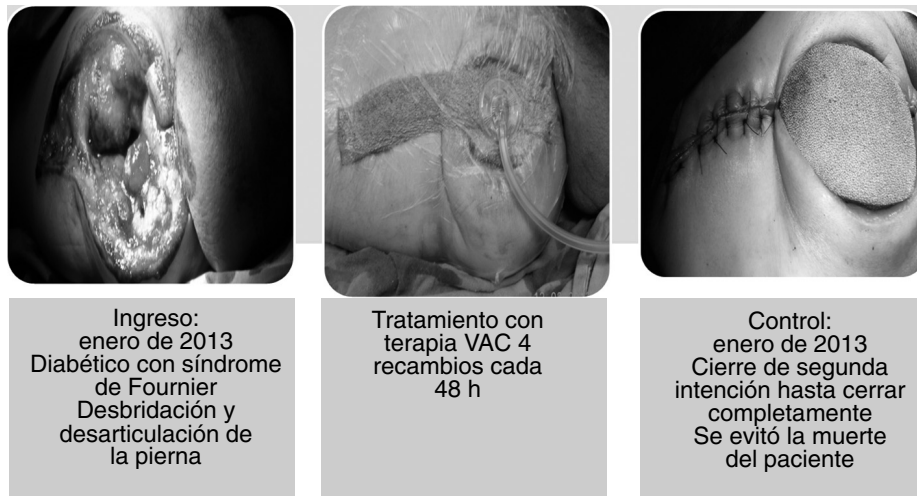 Ingreso:
enero de 2013
Diabético con síndrome
de Fournier
Desbridación y
desarticulación de
la pierna
Tratamiento con
terapia VAC 4
recambios cada
48 h
Control:
enero de 2013
Cierre de segunda
intención hasta cerrar
completamente
Se evitó la muerte
del paciente